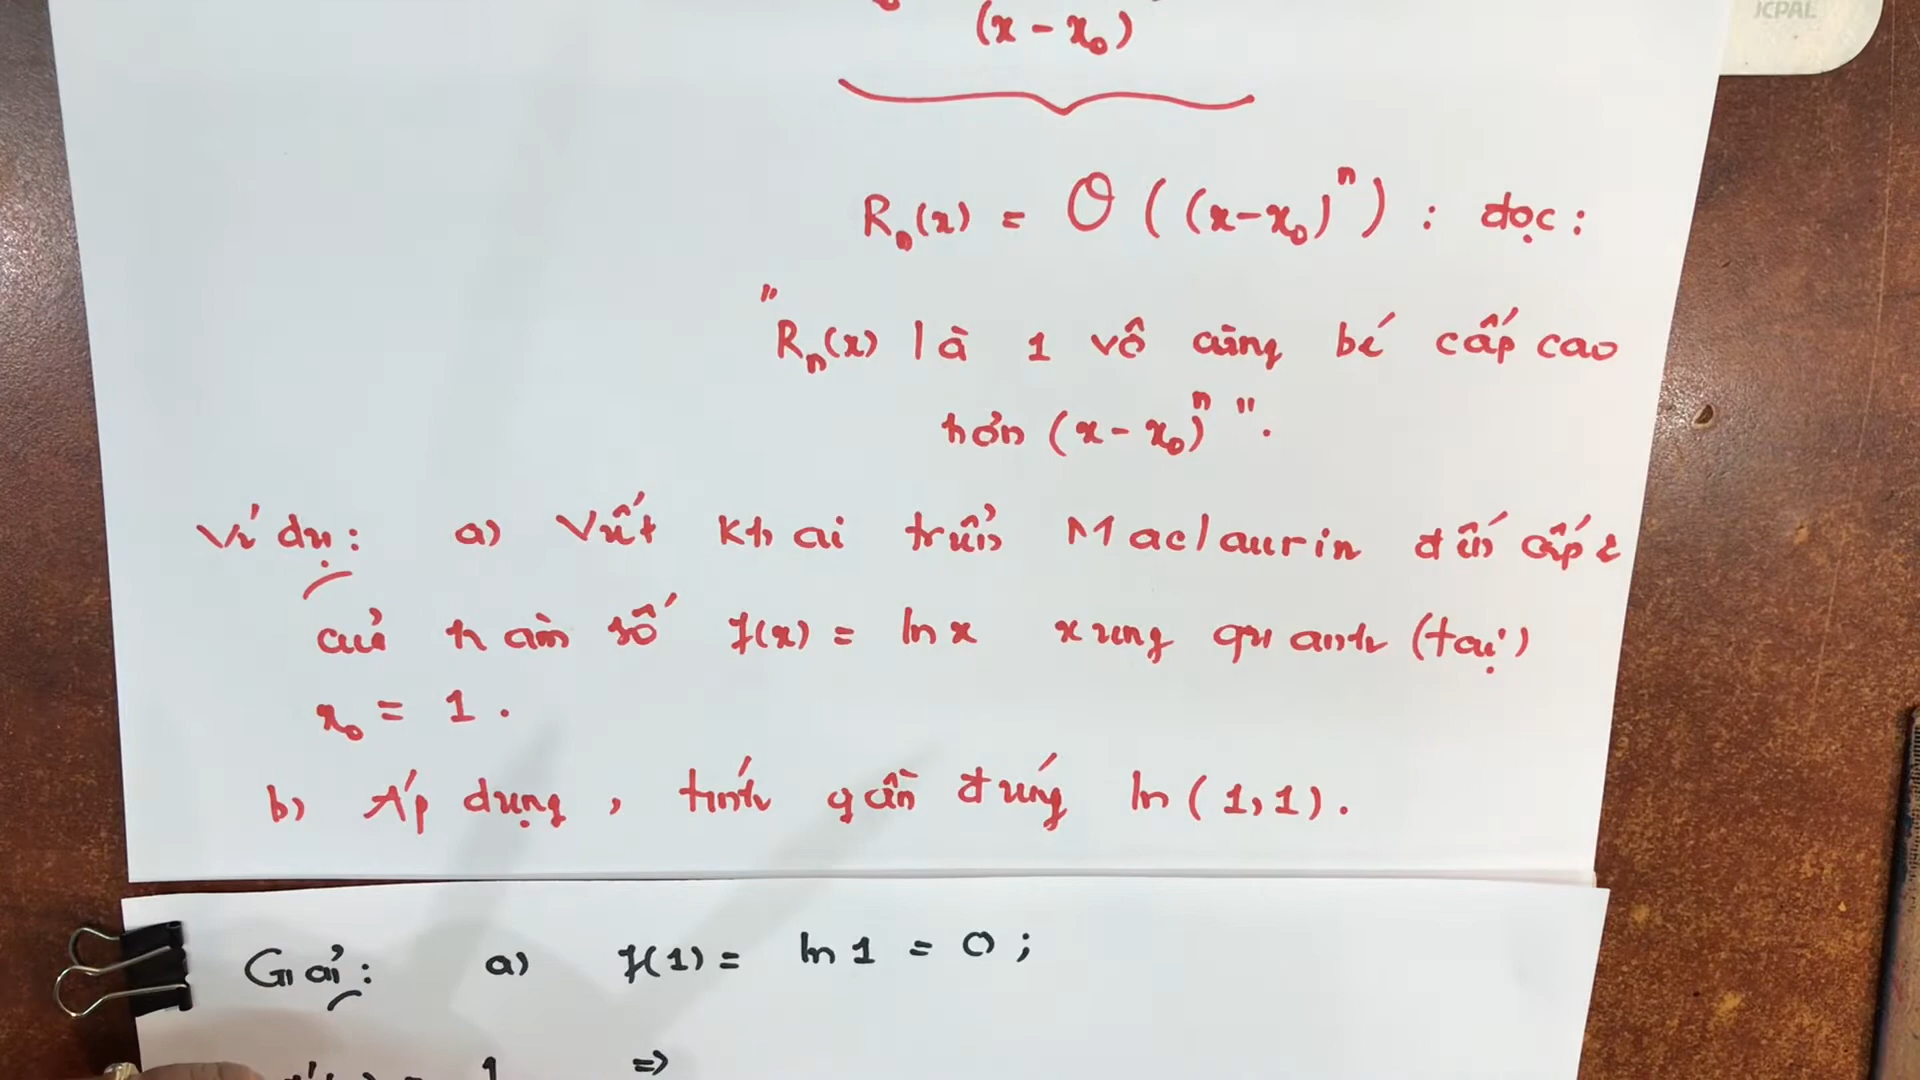 JCPAL
(x - x₀)
Rₙ(x) = O((x-x₀)ⁿ) : đọc :
"Rₙ(x) là 1 vô cùng bé cấp cao
hơn (x - x₀)ⁿ".
Ví dụ: a) Viết khai triển Maclaurin đến cấp 2
của hàm số f(x) = ln x xung quanh (tại)
x₀ = 1.
b) Áp dụng, tính gần đúng ln(1,1).
Giải: a) f(1) = ln 1 = 0 ;
1 =>